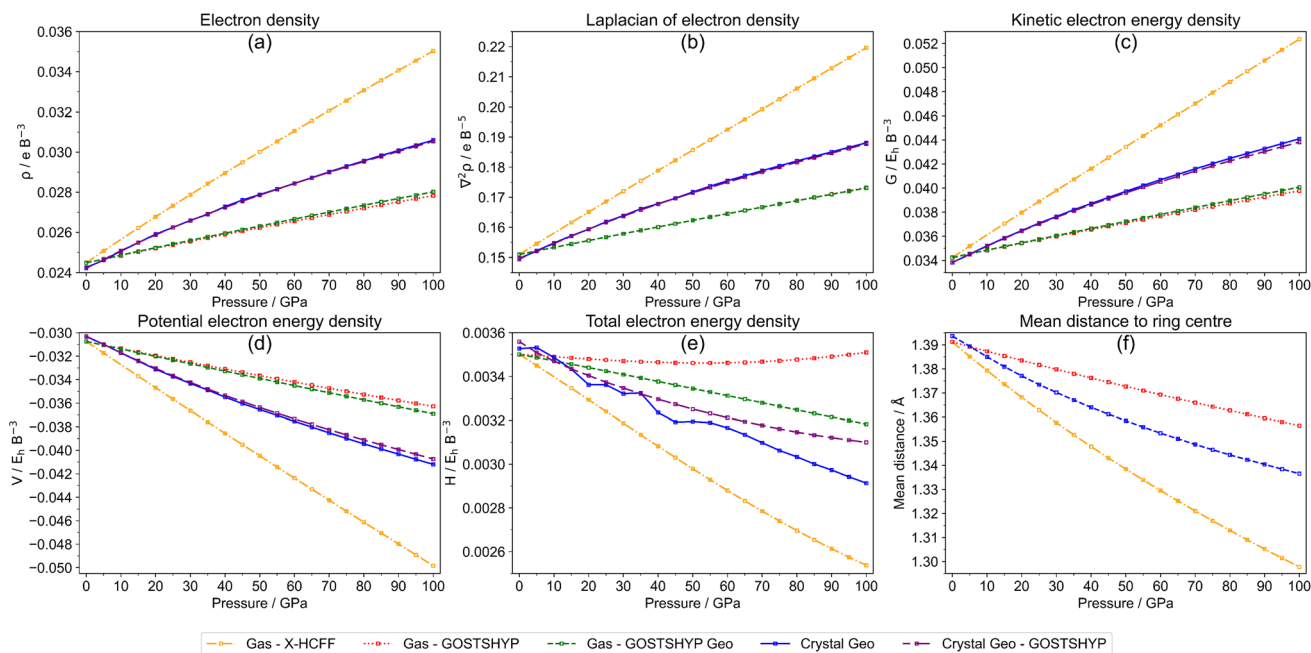 Electron density
(a)
0.036
0.034
0.032
0.030
0.028
0.026
0.024
ρ / e B⁻³
0 10 20 30 40 50 60 70 80 90 100
Pressure / GPa
Laplacian of electron density
(b)
0.22
0.21
0.20
0.19
0.18
0.17
0.16
0.15
∇²ρ / e B⁻⁵
0 10 20 30 40 50 60 70 80 90 100
Pressure / GPa
Kinetic electron energy density
(c)
0.052
0.050
0.048
0.046
0.044
0.042
0.040
0.038
0.036
0.034
G / Eₕ B⁻³
0 10 20 30 40 50 60 70 80 90 100
Pressure / GPa
Potential electron energy density
(d)
−0.030
−0.032
−0.034
−0.036
−0.038
−0.040
−0.042
−0.044
−0.046
−0.048
−0.050
V / Eₕ B⁻³
0 10 20 30 40 50 60 70 80 90 100
Pressure / GPa
Total electron energy density
(e)
0.0036
0.0034
0.0032
0.0030
0.0028
0.0026
H / Eₕ B⁻³
0 10 20 30 40 50 60 70 80 90 100
Pressure / GPa
Mean distance to ring centre
(f)
1.39
1.38
1.37
1.36
1.35
1.34
1.33
1.32
1.31
1.30
Mean distance / Å
0 10 20 30 40 50 60 70 80 90 100
Pressure / GPa
Gas - X-HCFF Gas - GOSTSHYP Gas - GOSTSHYP Geo Crystal Geo Crystal Geo - GOSTSHYP